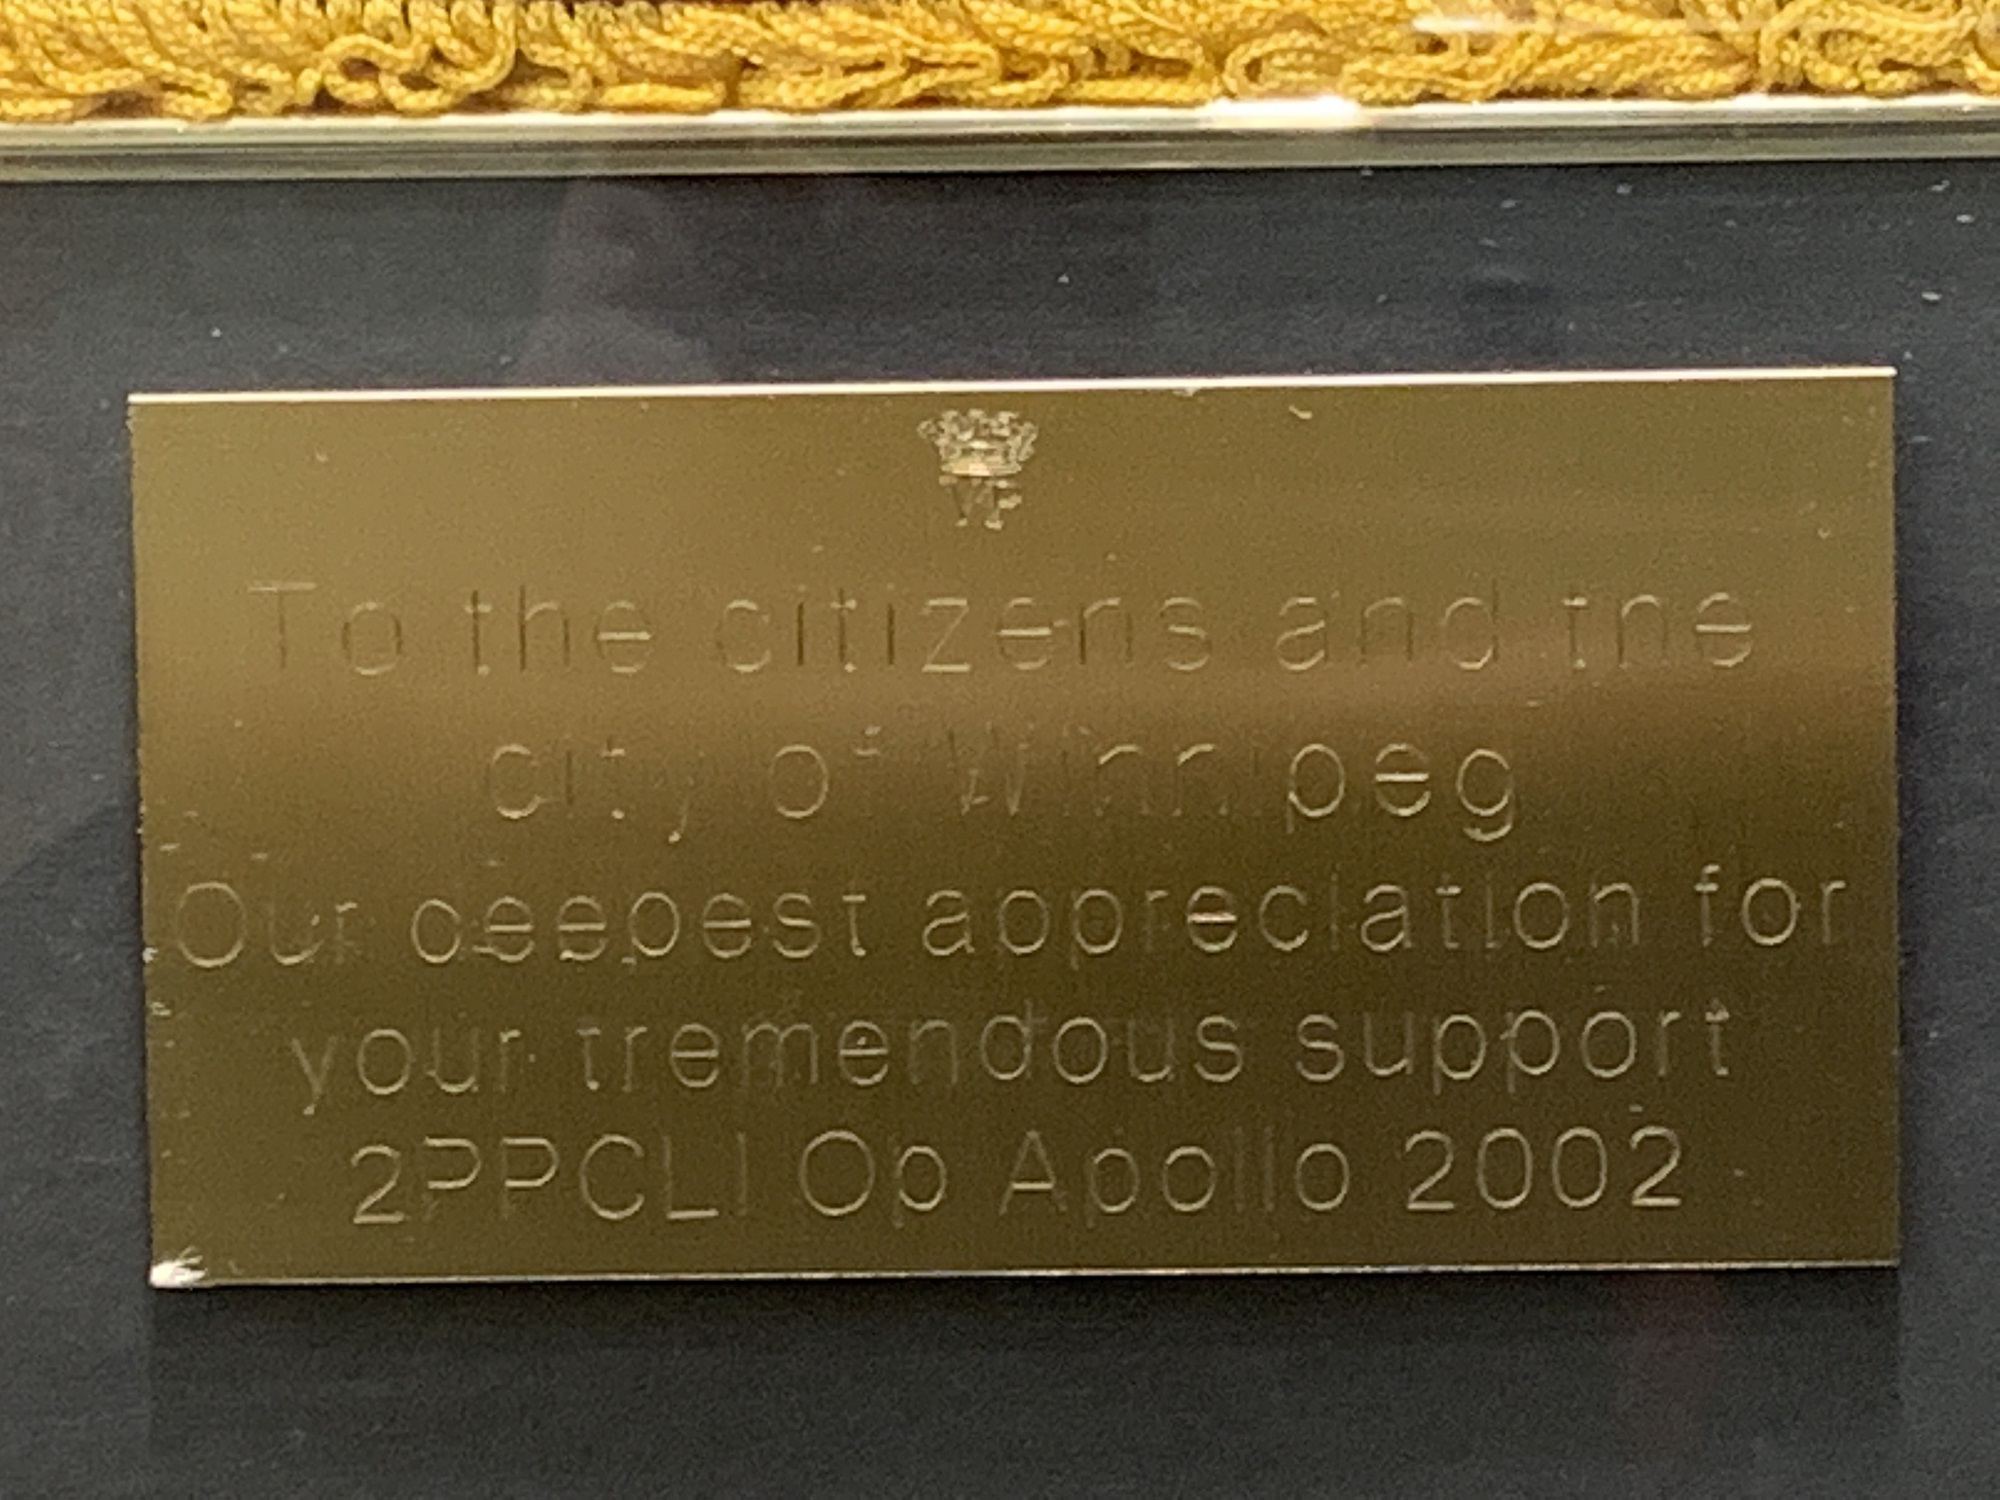 VP
To the citizens and the
city of Winnipeg
Our deepest appreciation for
your tremendous support
2PPCLI Op Apollo 2002